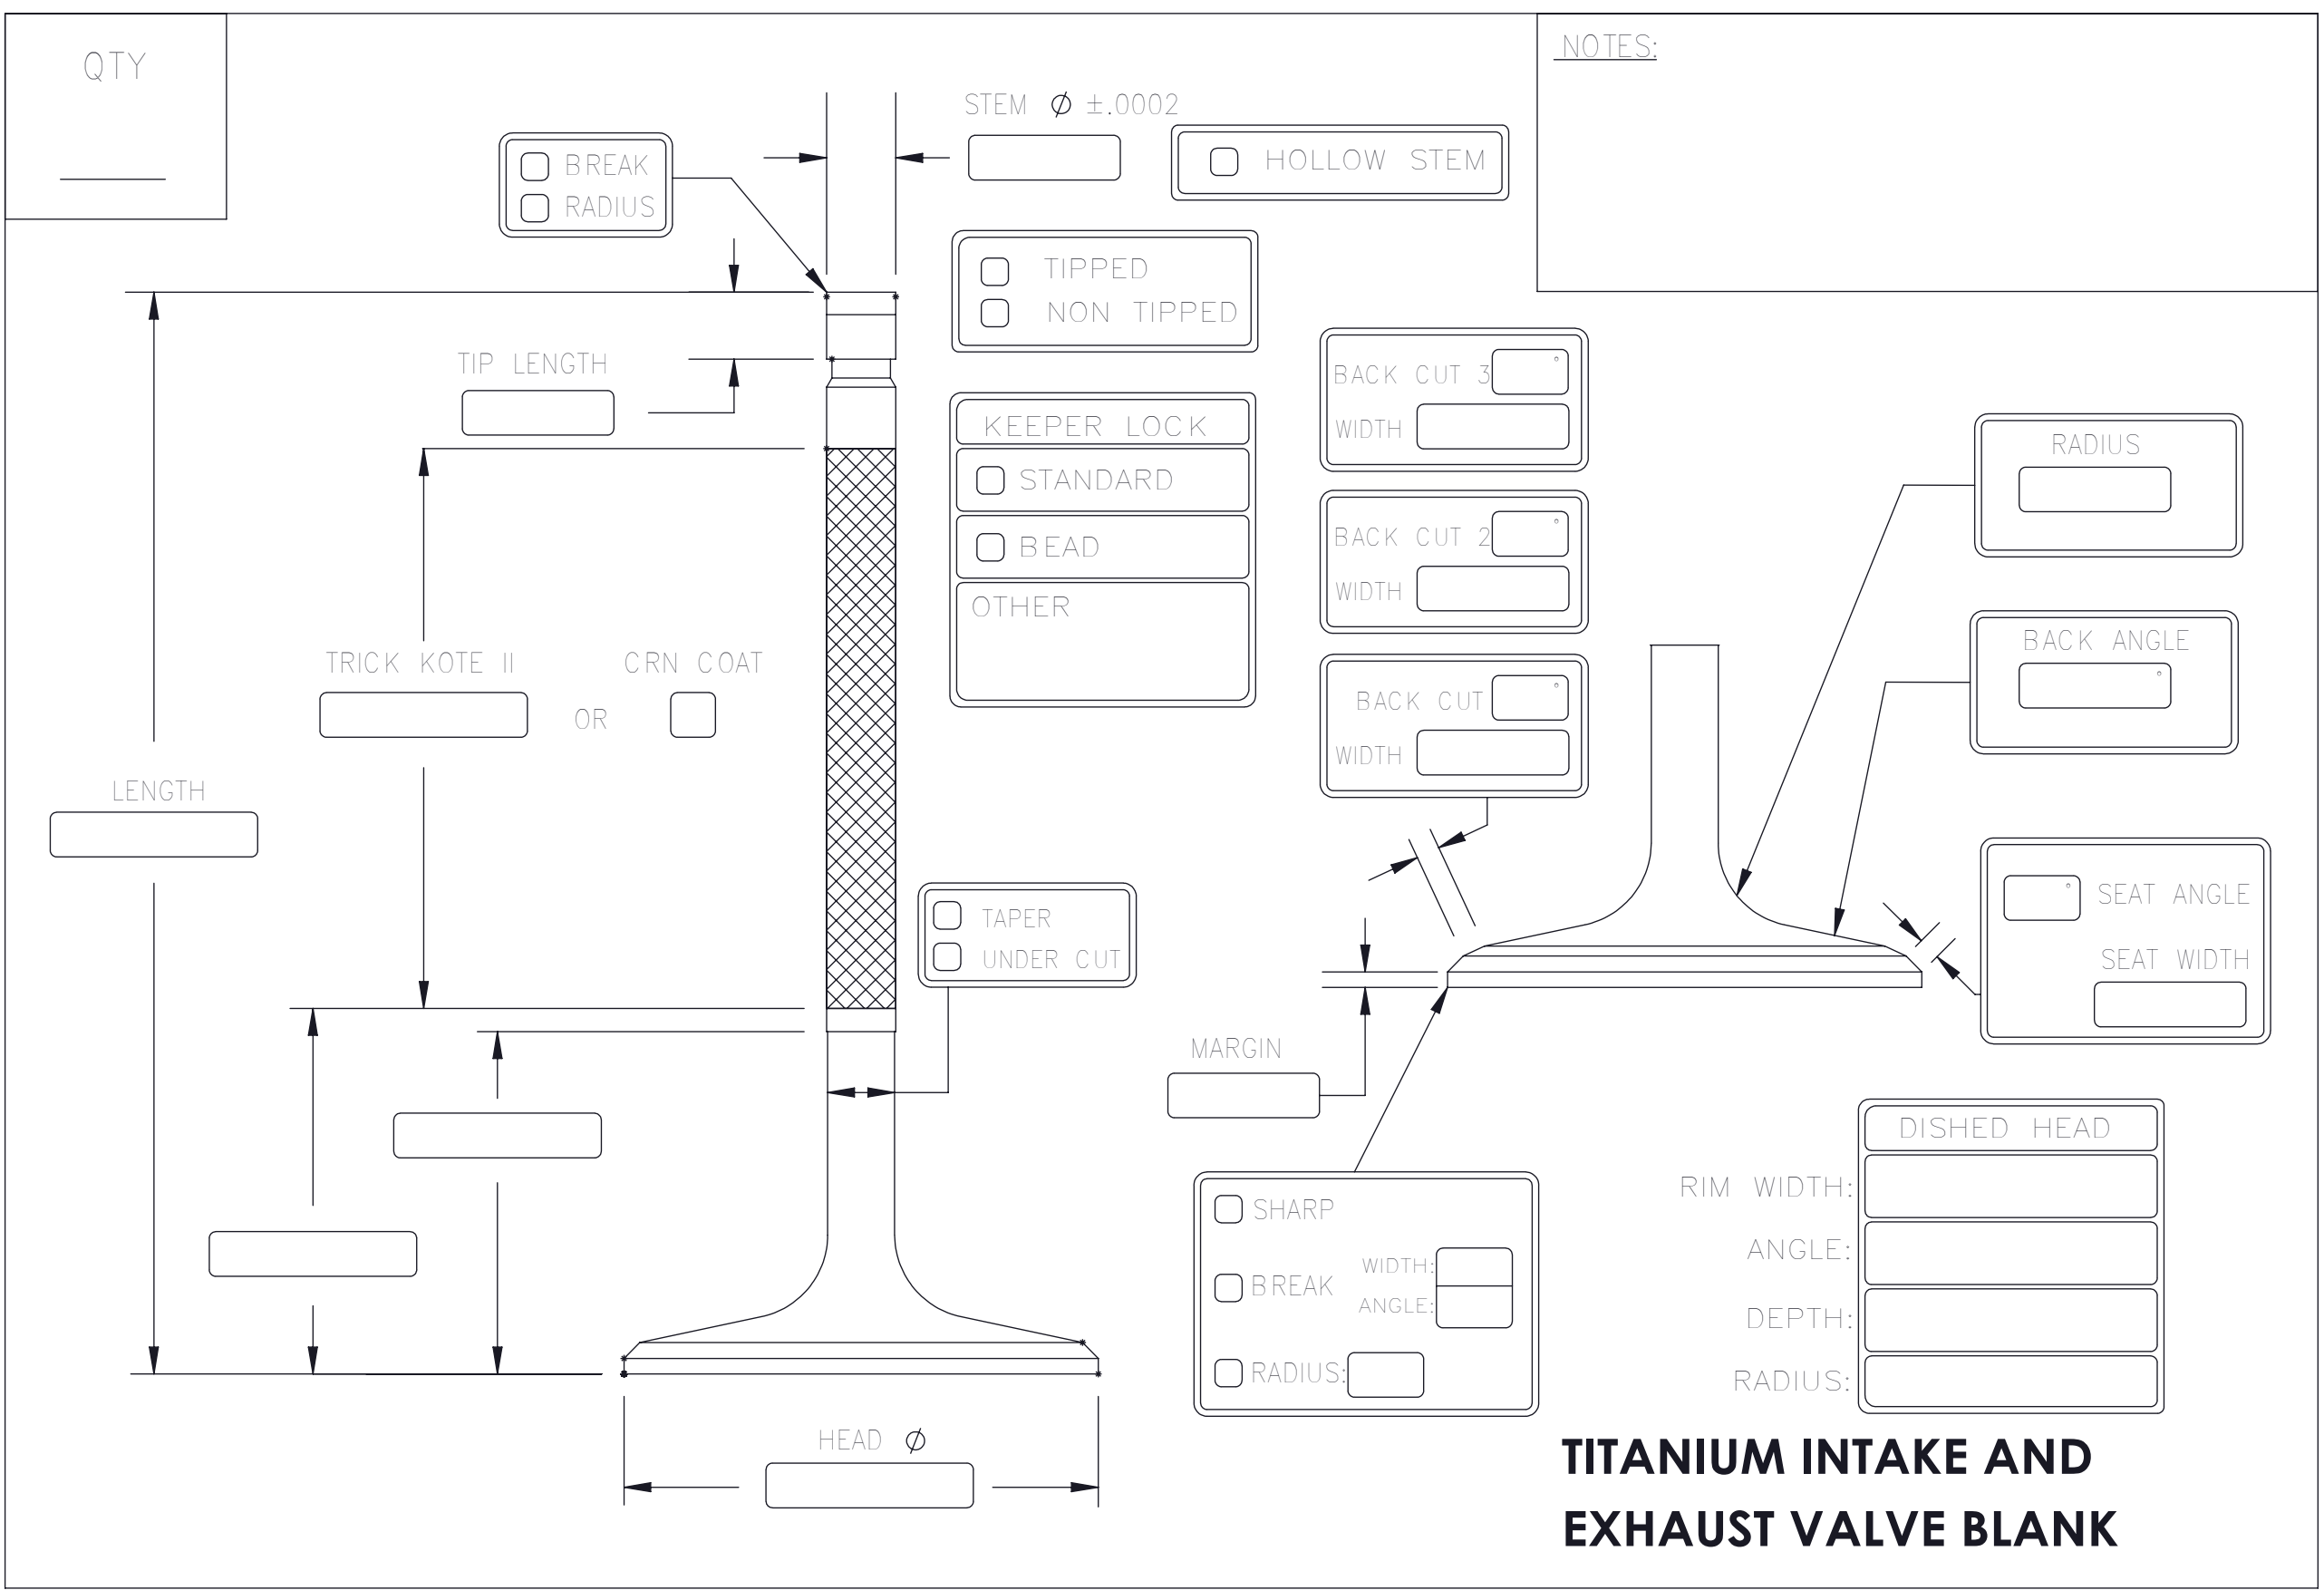 QTY
NOTES:
STEM Ø ±.0002
BREAK
RADIUS
HOLLOW STEM
TIPPED
NON TIPPED
TIP LENGTH
KEEPER LOCK
STANDARD
BEAD
OTHER
BACK CUT 3 °
WIDTH
BACK CUT 2 °
WIDTH
BACK CUT °
WIDTH
RADIUS
BACK ANGLE
°
TRICK KOTE II
OR
CRN COAT
LENGTH
TAPER
UNDER CUT
° SEAT ANGLE
SEAT WIDTH
MARGIN
SHARP
BREAK
WIDTH:
ANGLE:
RADIUS:
DISHED HEAD
RIM WIDTH:
ANGLE:
DEPTH:
RADIUS:
HEAD Ø
TITANIUM INTAKE AND
EXHAUST VALVE BLANK